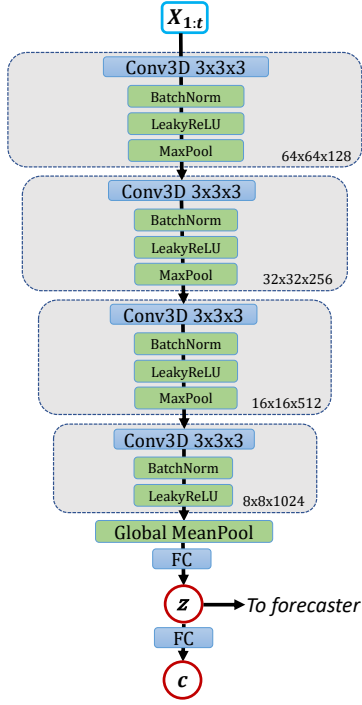 X1:t
Conv3D 3x3x3
BatchNorm
LeakyReLU
MaxPool
64x64x128
Conv3D 3x3x3
BatchNorm
LeakyReLU
MaxPool
32x32x256
Conv3D 3x3x3
BatchNorm
LeakyReLU
MaxPool
16x16x512
Conv3D 3x3x3
BatchNorm
LeakyReLU
8x8x1024
Global MeanPool
FC
z
To forecaster
FC
c